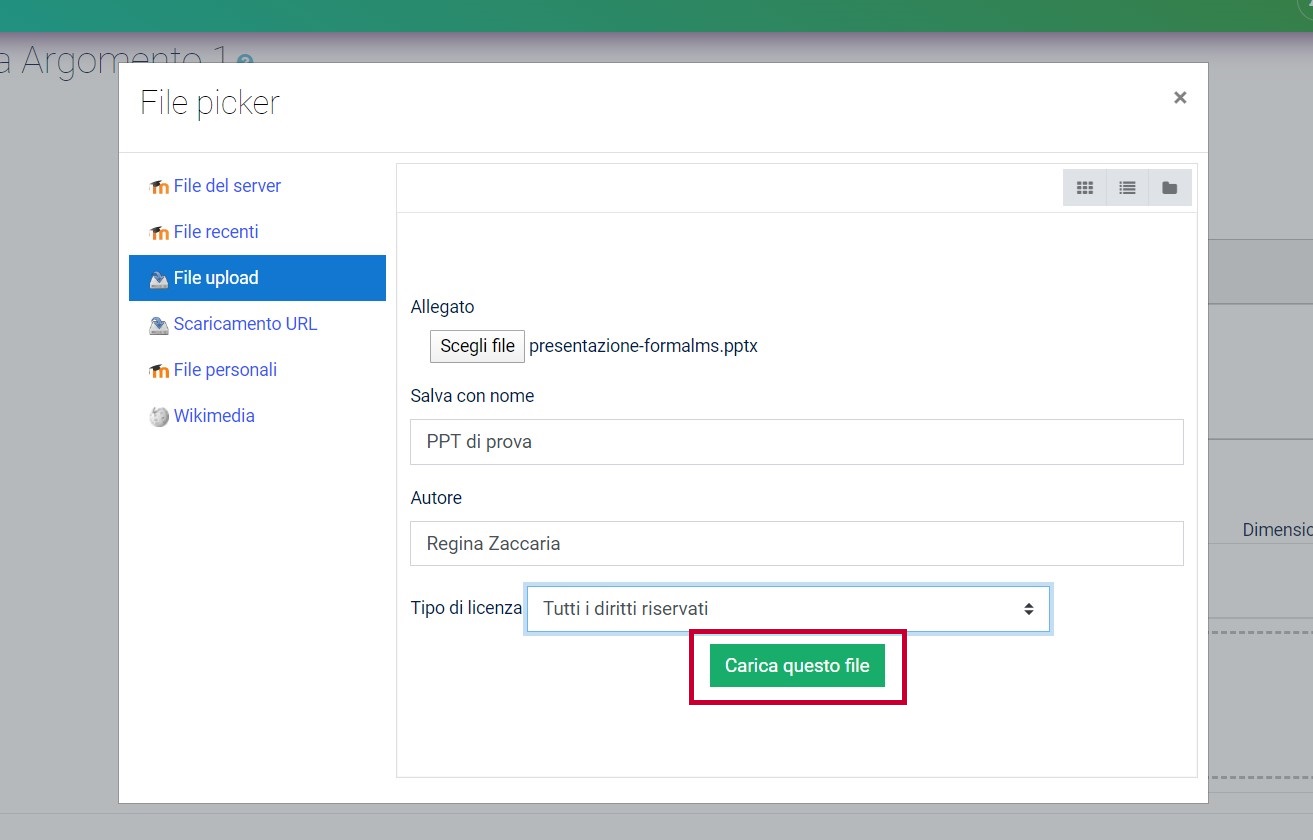 a Argomento 1
File picker
File del server
File recenti
File upload
Scaricamento URL
File personali
Wikimedia
Allegato
Scegli file presentazione-formalms.pptx
Salva con nome
PPT di prova
Autore
Regina Zaccaria
Tipo di licenza Tutti i diritti riservati
Carica questo file
Dimensio